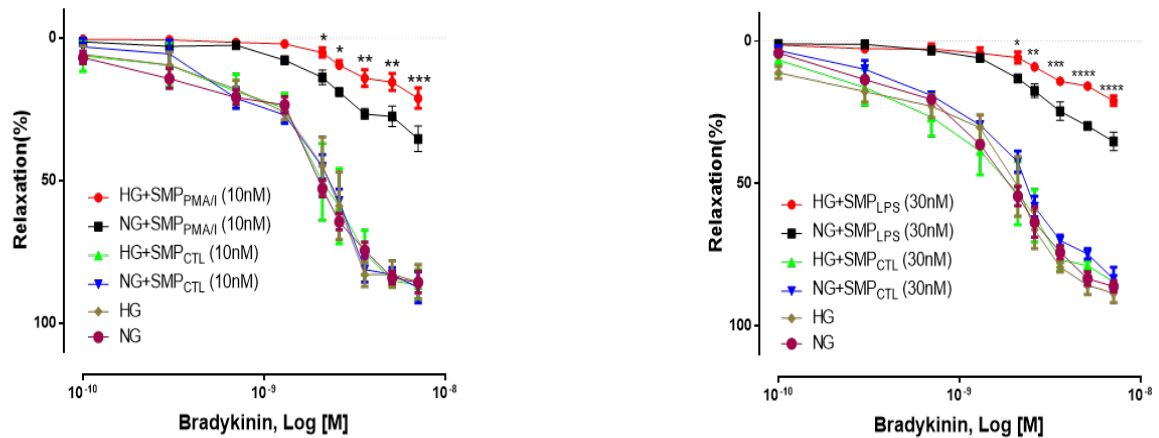 0
50
100
Relaxation(%)
* * ** ** ***
HG+SMPPMA/I (10nM)
NG+SMPPMA/I (10nM)
HG+SMPCTL (10nM)
NG+SMPCTL (10nM)
HG
NG
10-10 10-9 10-8
Bradykinin, Log [M]
0
50
100
Relaxation(%)
* ** *** **** ****
HG+SMPLPS (30nM)
NG+SMPLPS (30nM)
HG+SMPCTL (30nM)
NG+SMPCTL (30nM)
HG
NG
10-10 10-9 10-8
Bradykinin, Log [M]